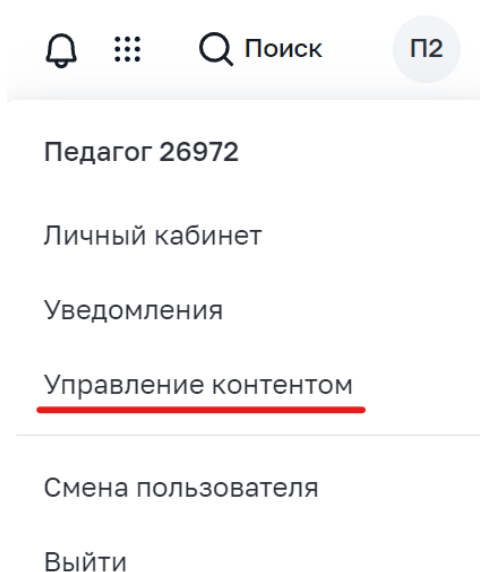 Поиск П2
Педагог 26972
Личный кабинет
Уведомления
Управление контентом
Смена пользователя
Выйти